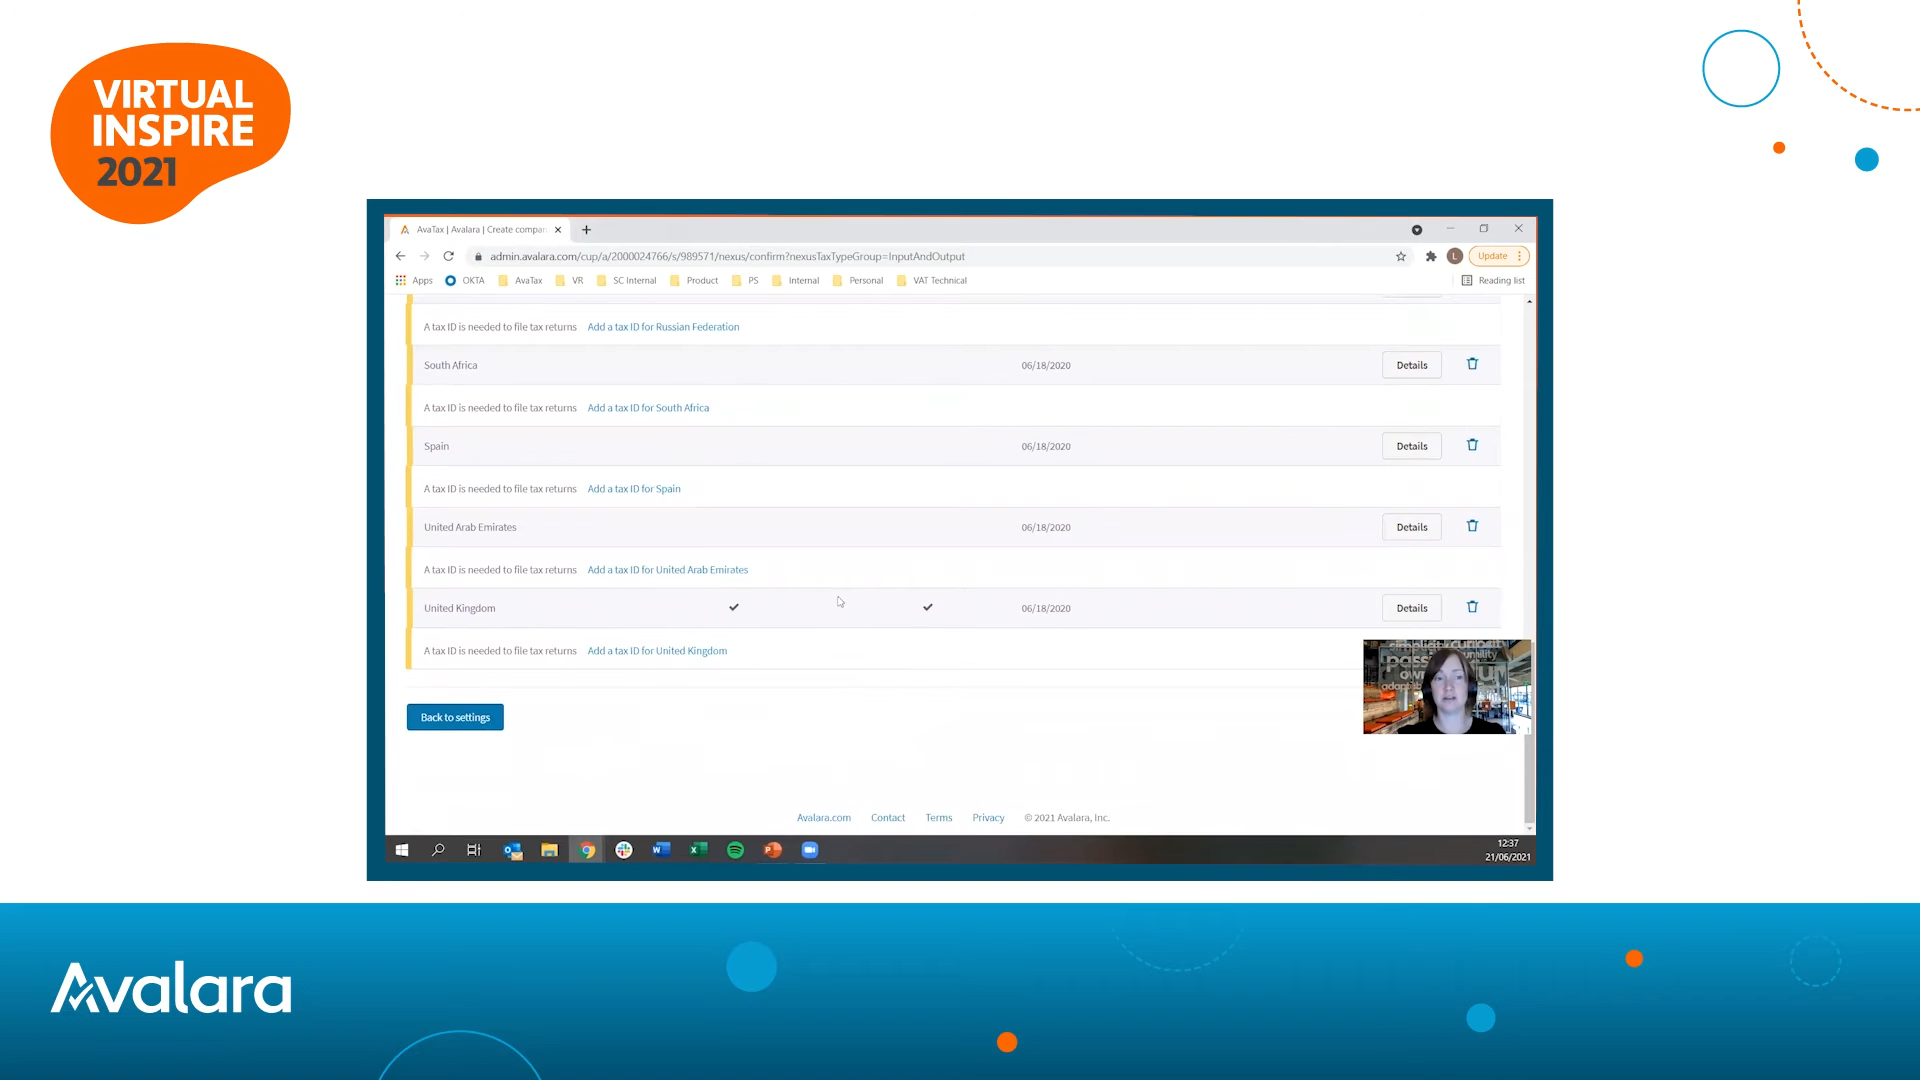 VIRTUAL
INSPIRE
2021
AvaTax | Avalara | Create compan
admin.avalara.com/cup/a/2000024766/s/989571/nexus/confirm?nexusTaxTypeGroup=InputAndOutput
L
Update
Apps OKTA AvaTax VR SC Internal Product PS Internal Personal VAT Technical Reading list
A tax ID is needed to file tax returns Add a tax ID for Russian Federation
South Africa 06/18/2020 Details
A tax ID is needed to file tax returns Add a tax ID for South Africa
Spain 06/18/2020 Details
A tax ID is needed to file tax returns Add a tax ID for Spain
United Arab Emirates 06/18/2020 Details
A tax ID is needed to file tax returns Add a tax ID for United Arab Emirates
United Kingdom 06/18/2020 Details
A tax ID is needed to file tax returns Add a tax ID for United Kingdom
Back to settings
Avalara.com Contact Terms Privacy © 2021 Avalara, Inc.
12:37
21/06/2021
Avalara